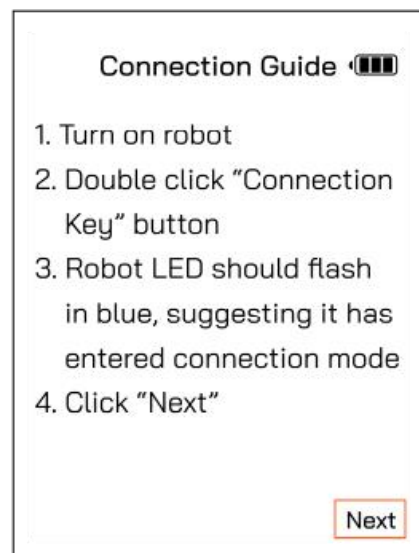 Connection Guide
1. Turn on robot
2. Double click “Connection
Key” button
3. Robot LED should flash
in blue, suggesting it has
entered connection mode
4. Click “Next”
Next